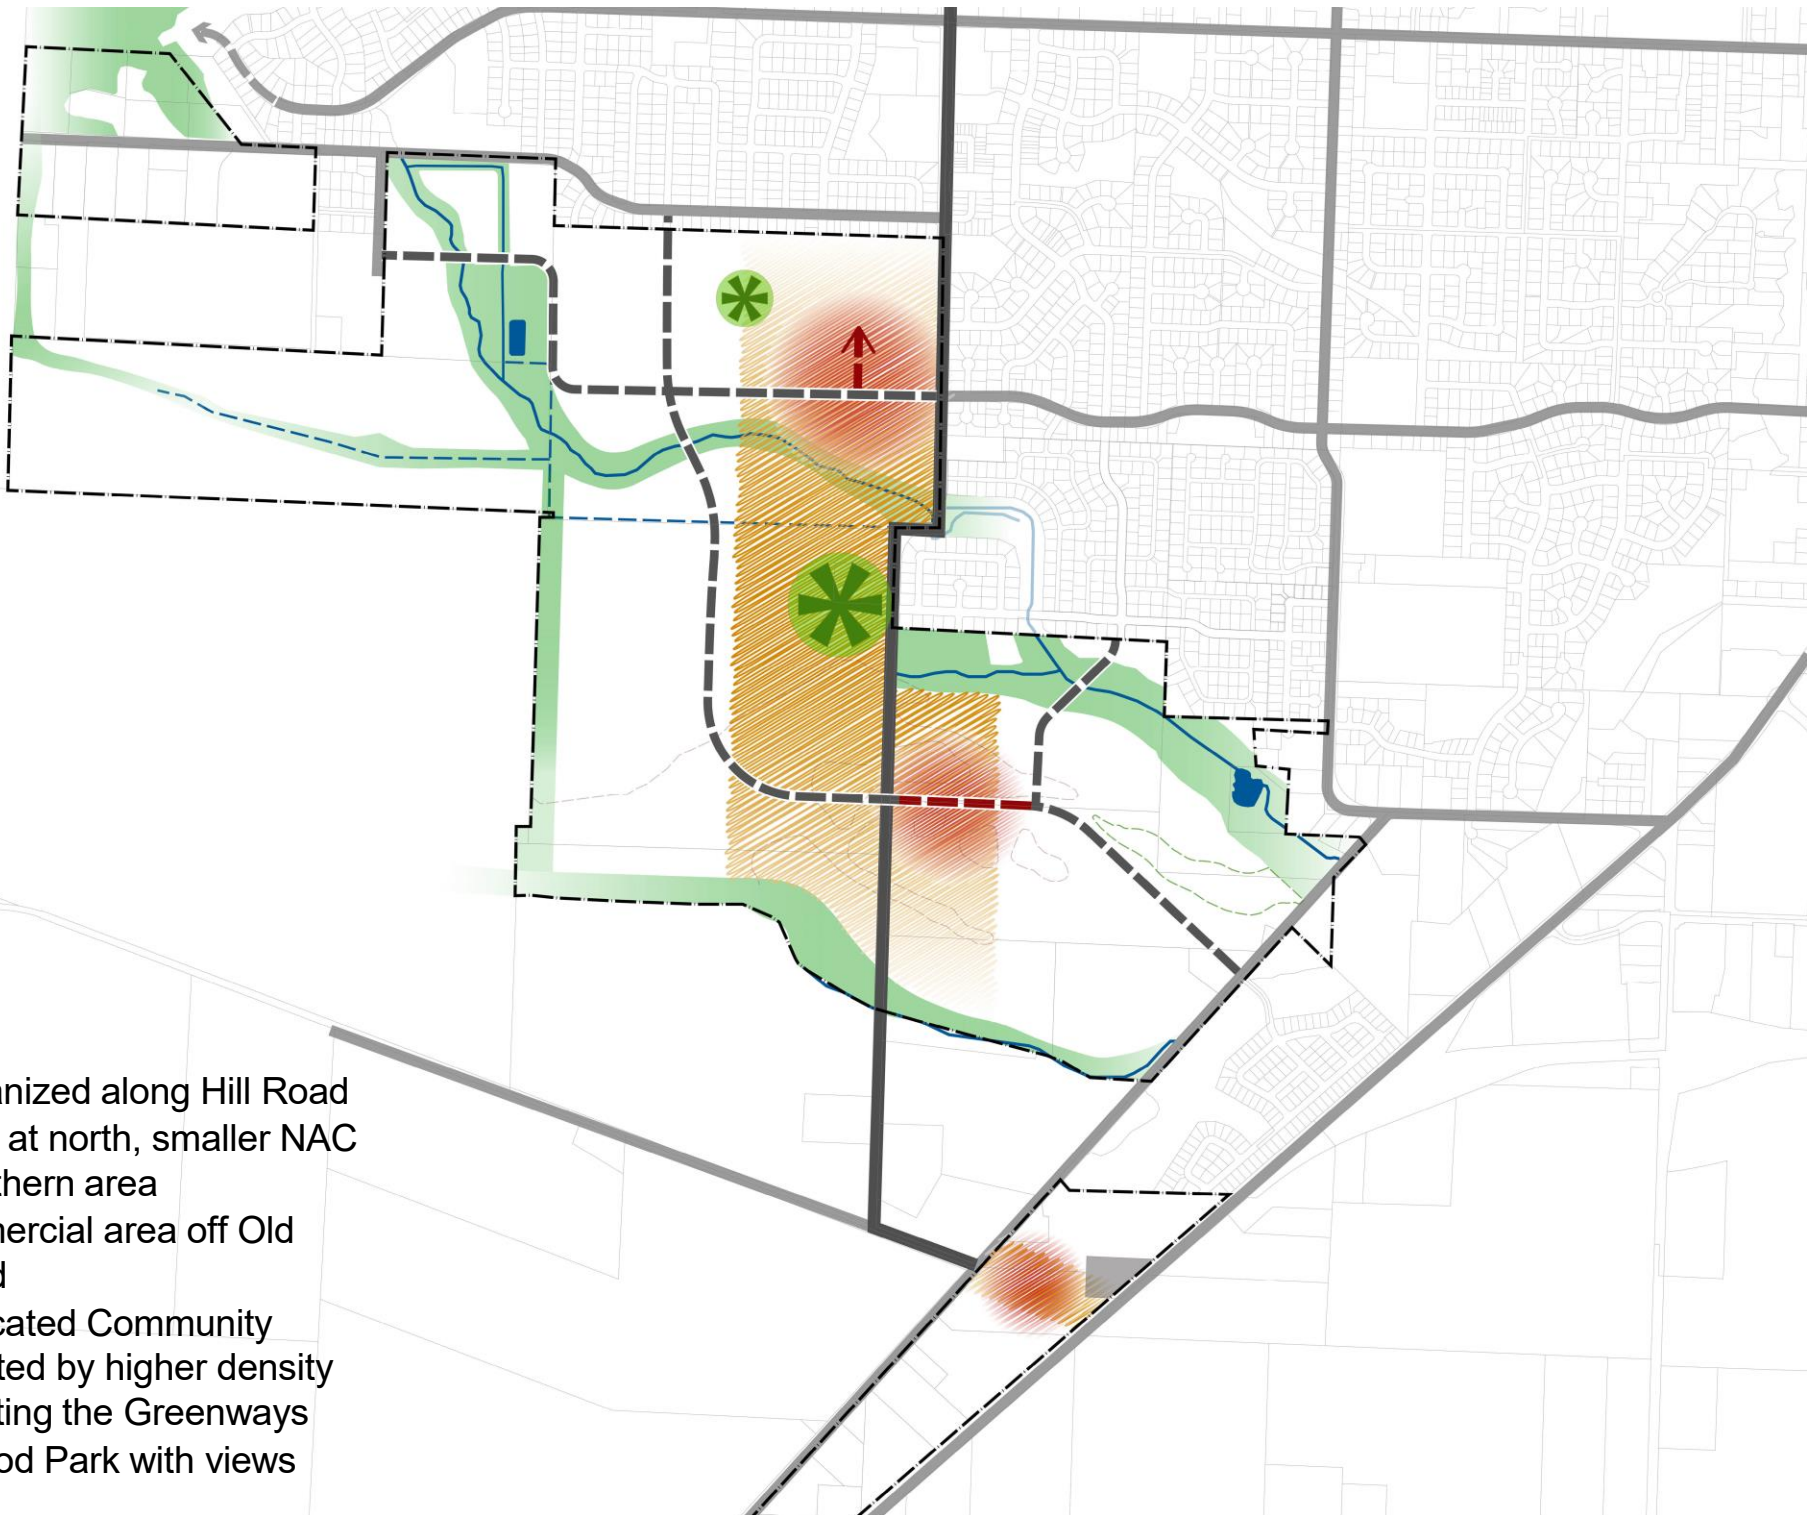 anized along Hill Road
at north, smaller NAC
thern area
mercial area off Old
d
cated Community
ted by higher density
ting the Greenways
od Park with views